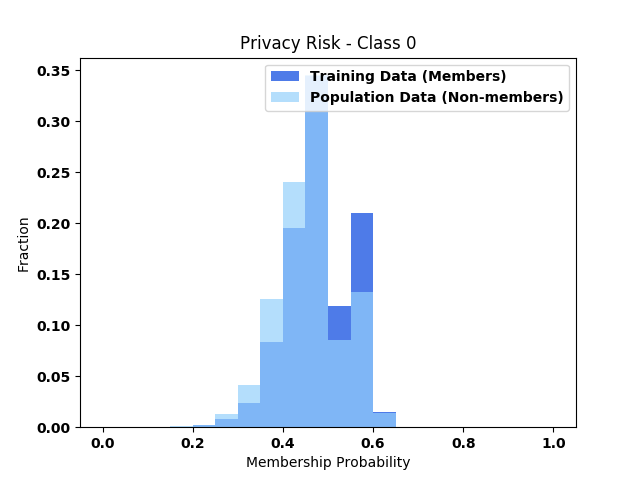 Privacy Risk - Class 0
Training Data (Members)
Population Data (Non-members)
Fraction
0.35
0.30
0.25
0.20
0.15
0.10
0.05
0.00
0.0 0.2 0.4 0.6 0.8 1.0
Membership Probability